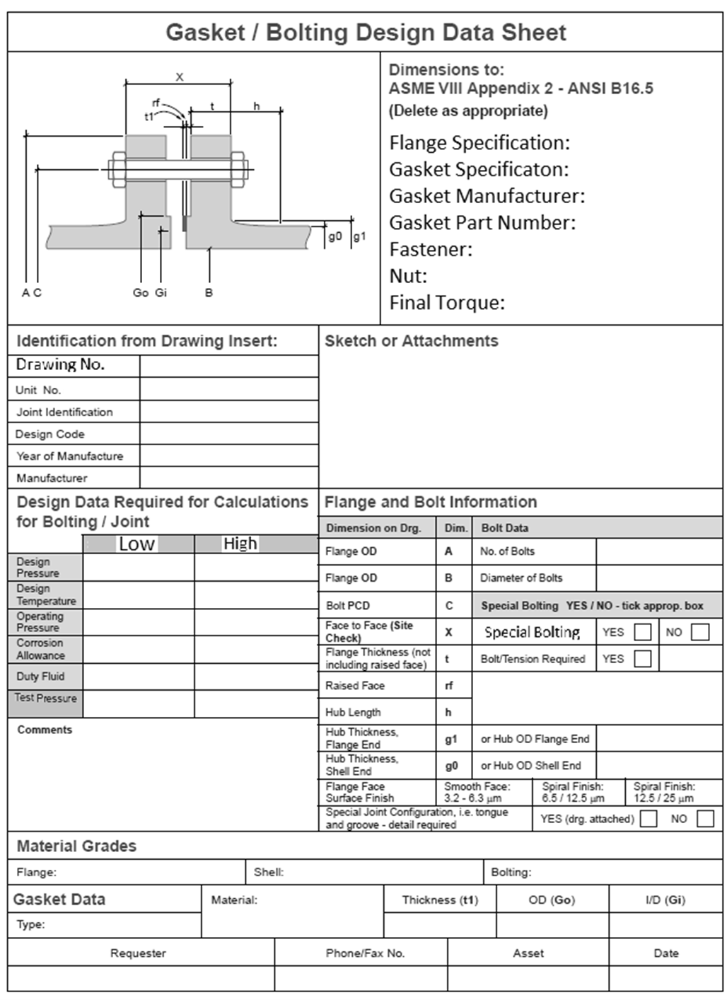 Gasket / Bolting Design Data Sheet
X
rf
t
h
t1
g0
g1
A C
Go Gi
B
Dimensions to:
ASME VIII Appendix 2 - ANSI B16.5
(Delete as appropriate)
Flange Specification:
Gasket Specificaton:
Gasket Manufacturer:
Gasket Part Number:
Fastener:
Nut:
Final Torque:
Identification from Drawing Insert:
Drawing No.
Unit No.
Joint Identification
Design Code
Year of Manufacture
Manufacturer
Sketch or Attachments
Design Data Required for Calculations
for Bolting / Joint
Low High
Design
Pressure
Design
Temperature
Operating
Pressure
Corrosion
Allowance
Duty Fluid
Test Pressure
Comments
Flange and Bolt Information
Dimension on Drg. Dim. Bolt Data
Flange OD A No. of Bolts
Flange OD B Diameter of Bolts
Bolt PCD C Special Bolting YES / NO - tick approp. box
Face to Face (Site
Check) X Special Bolting YES NO
Flange Thickness (not
including raised face) t Bolt/Tension Required YES
Raised Face rf
Hub Length h
Hub Thickness,
Flange End g1 or Hub OD Flange End
Hub Thickness,
Shell End g0 or Hub OD Shell End
Flange Face Smooth Face: Spiral Finish: Spiral Finish:
Surface Finish 3.2 - 6.3 µm 6.5 / 12.5 µm 12.5 / 25 µm
Special Joint Configuration, i.e. tongue
and groove - detail required YES (drg. attached) NO
Material Grades
Flange: Shell: Bolting:
Gasket Data Material: Thickness (t1) OD (Go) I/D (Gi)
Type:
Requester Phone/Fax No. Asset Date